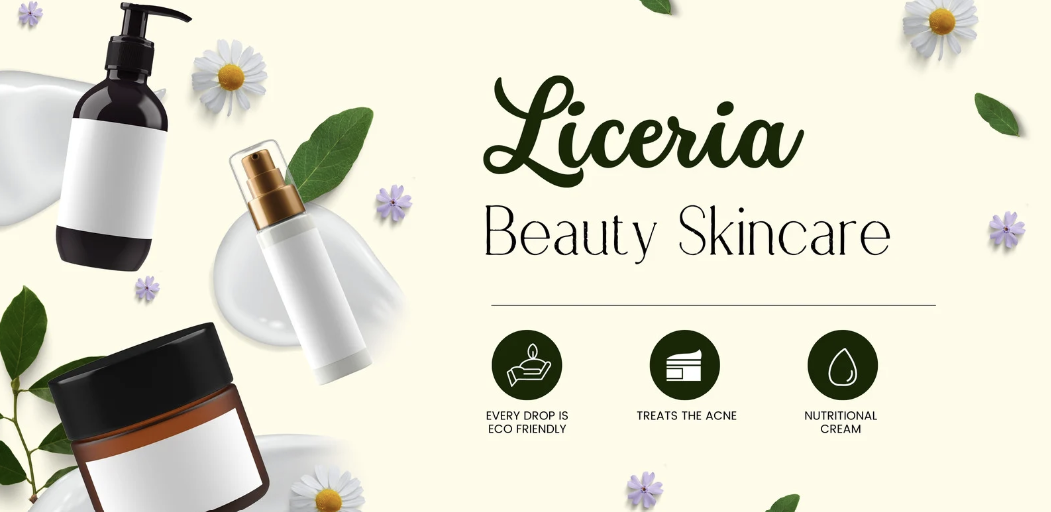 Liceria
Beauty Skincare
EVERY DROP IS
ECO FRIENDLY
TREATS THE ACNE
NUTRITIONAL
CREAM